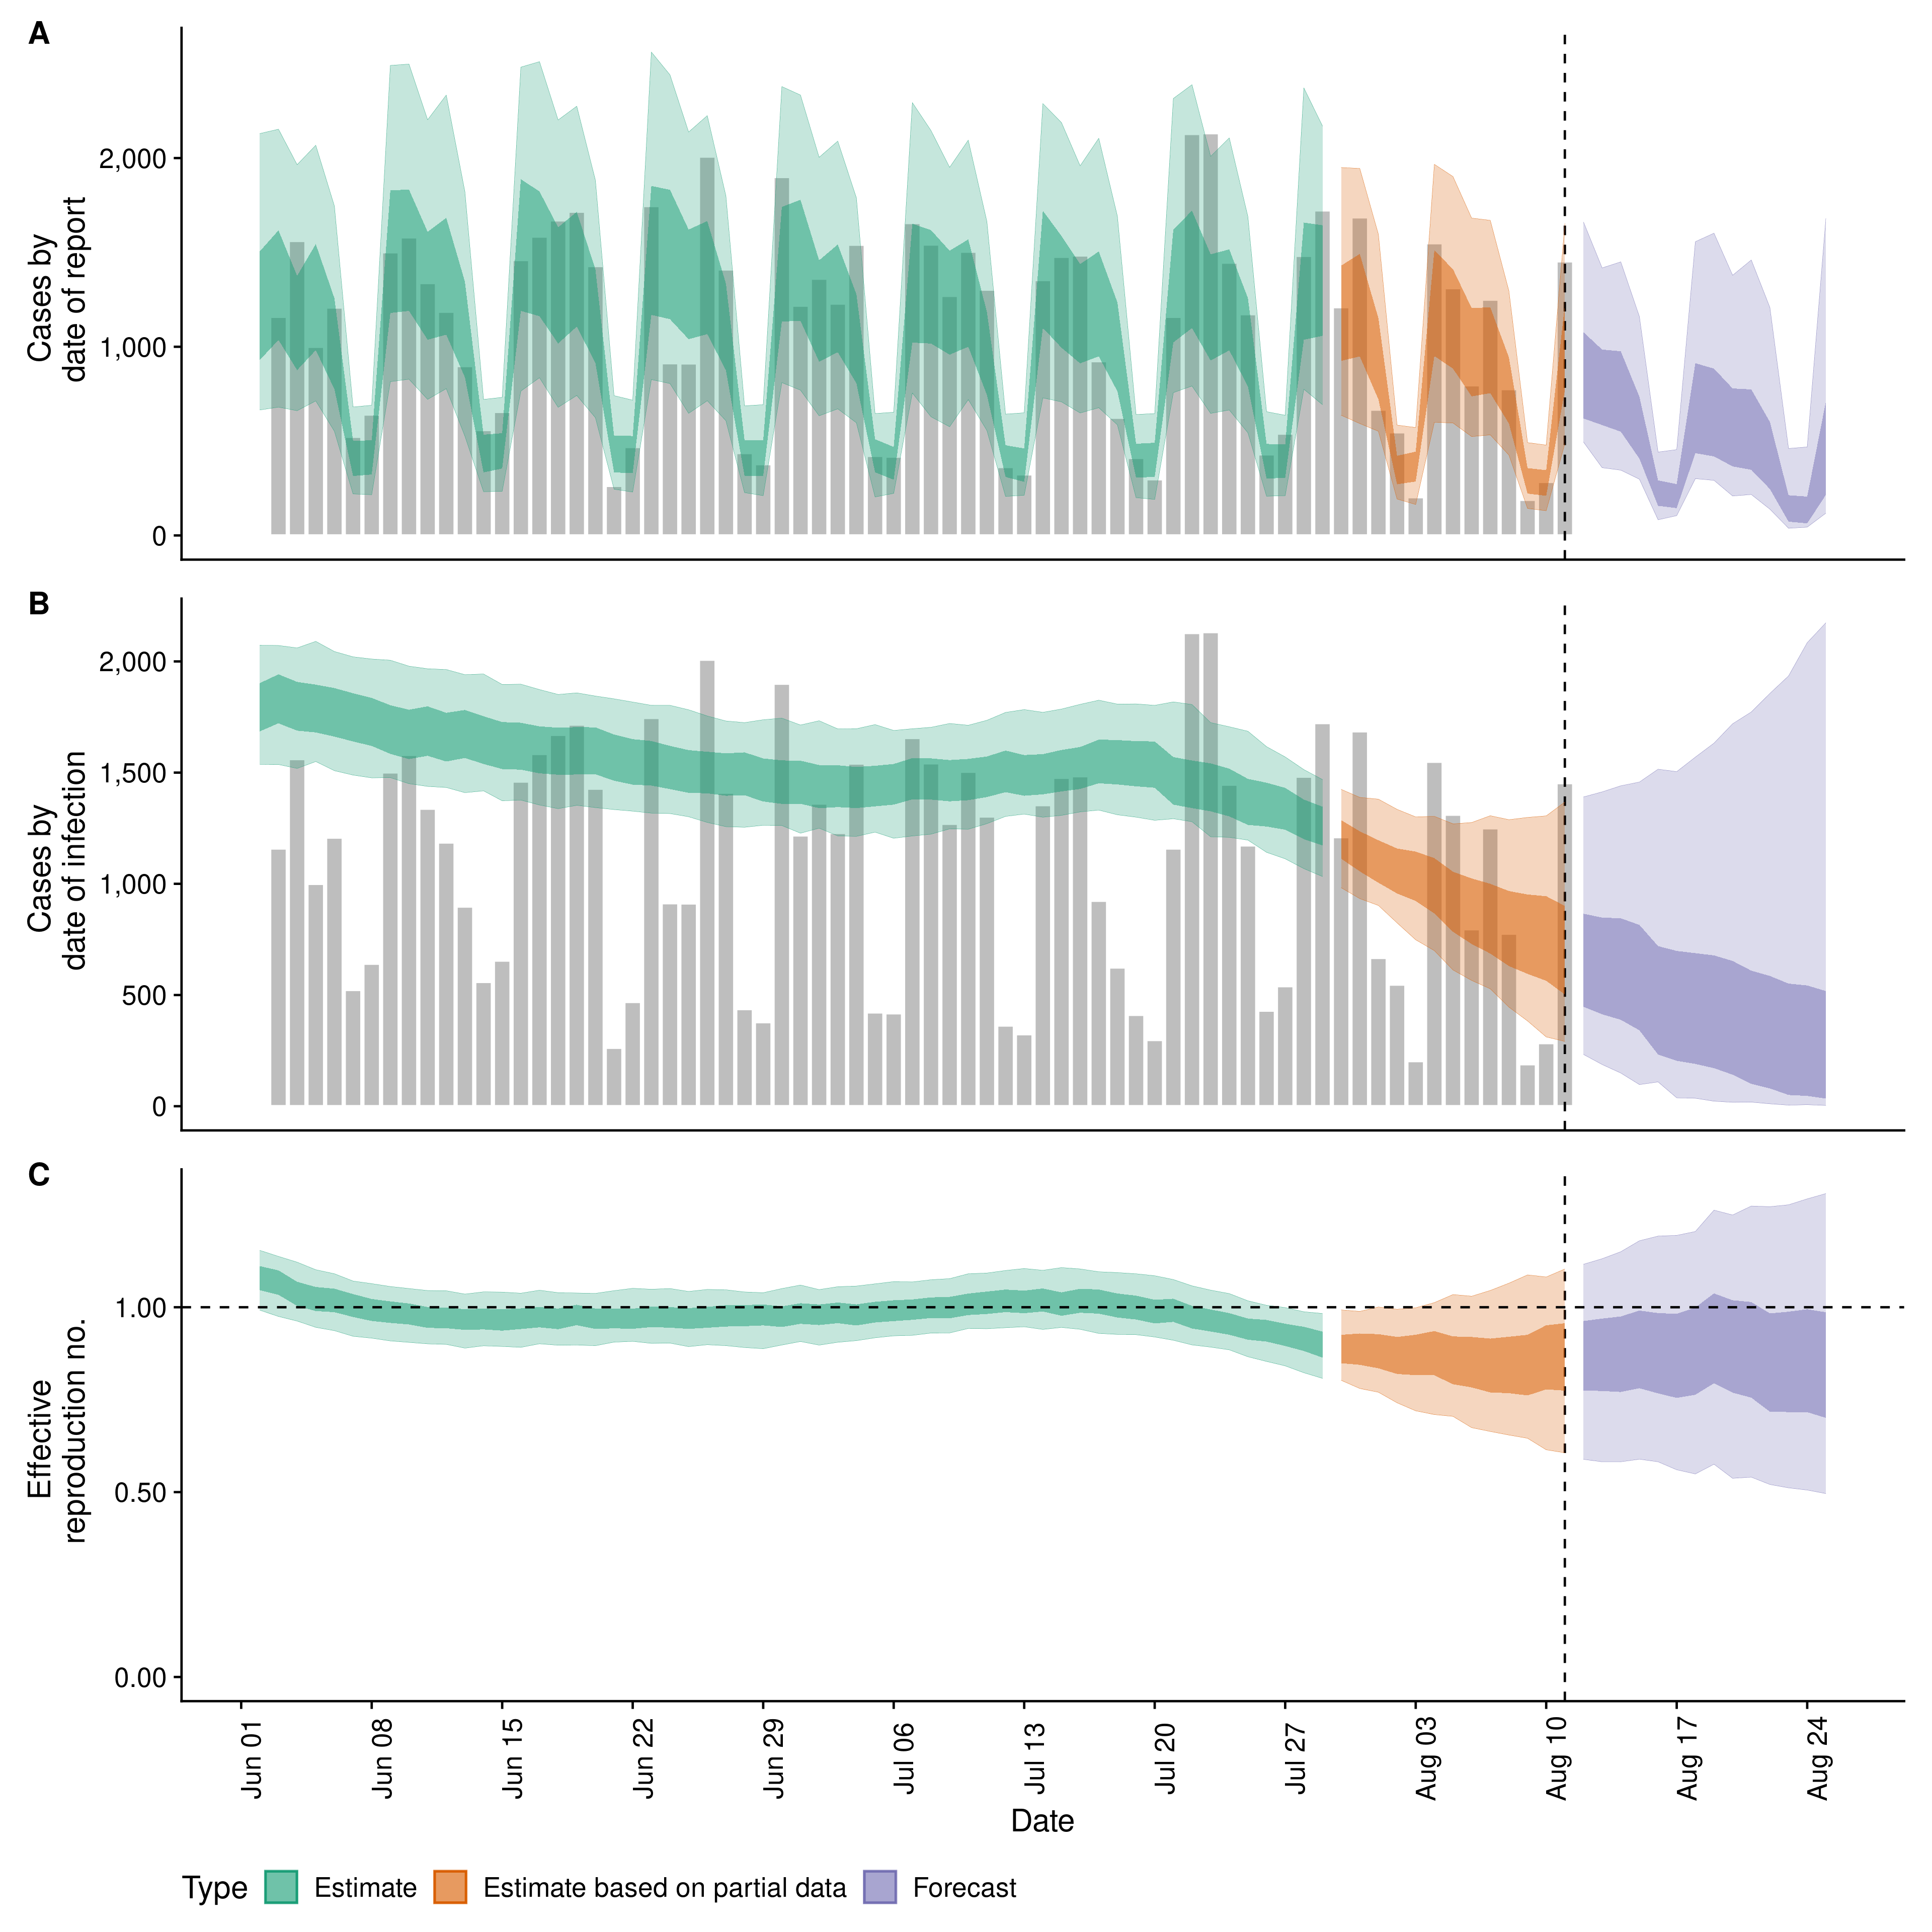 A
Cases by
date of report
2,000
1,000
0
B
Cases by
date of infection
2,000
1,500
1,000
500
0
C
Effective
reproduction no.
1.00
0.50
0.00
Jun 01
Jun 08
Jun 15
Jun 22
Jun 29
Jul 06
Jul 13
Jul 20
Jul 27
Aug 03
Aug 10
Aug 17
Aug 24
Date
Type Estimate Estimate based on partial data Forecast